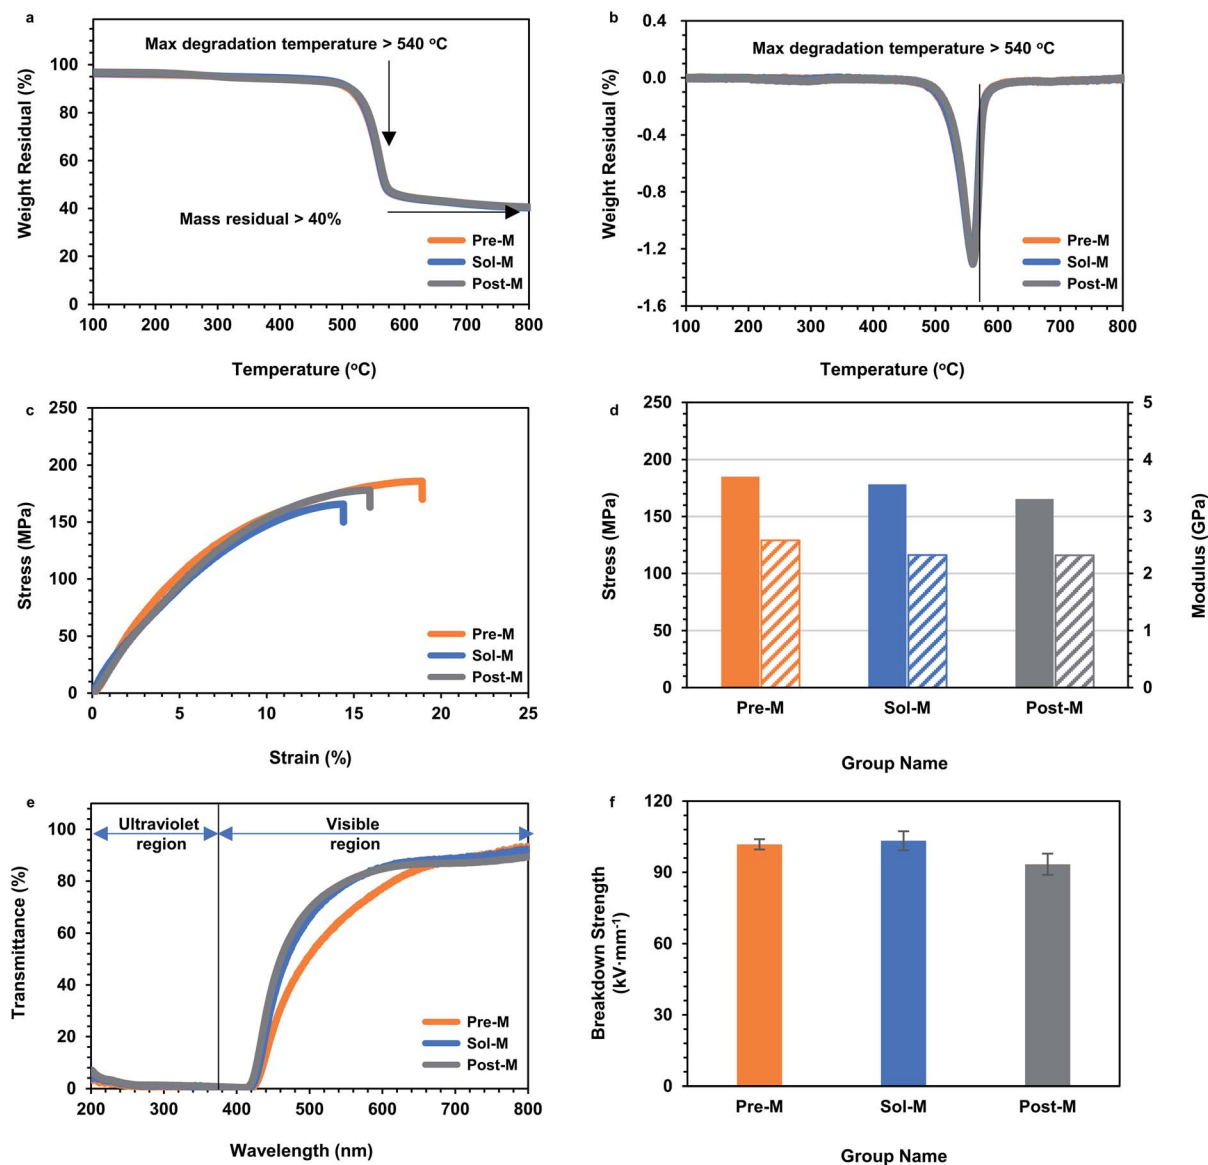 a
Max degradation temperature > 540 °C
Weight Residual (%)
100
80
60
40
20
0
Mass residual > 40%
Pre-M
Sol-M
Post-M
100 200 300 400 500 600 700 800
Temperature (°C)
b
Max degradation temperature > 540 °C
Weight Residual (%)
0.4
0.0
-0.4
-0.8
-1.2
-1.6
Pre-M
Sol-M
Post-M
100 200 300 400 500 600 700 800
Temperature (°C)
c
Stress (MPa)
250
200
150
100
50
0
Pre-M
Sol-M
Post-M
0 5 10 15 20 25
Strain (%)
d
Stress (MPa)
250
200
150
100
50
0
5
4
3
2
1
0
Modulus (GPa)
Pre-M Sol-M Post-M
Group Name
e
Transmittance (%)
100
80
60
40
20
0
Ultraviolet
region
Visible
region
Pre-M
Sol-M
Post-M
200 300 400 500 600 700 800
Wavelength (nm)
f
Breakdown Strength
(kV·mm⁻¹)
120
90
60
30
0
Pre-M Sol-M Post-M
Group Name